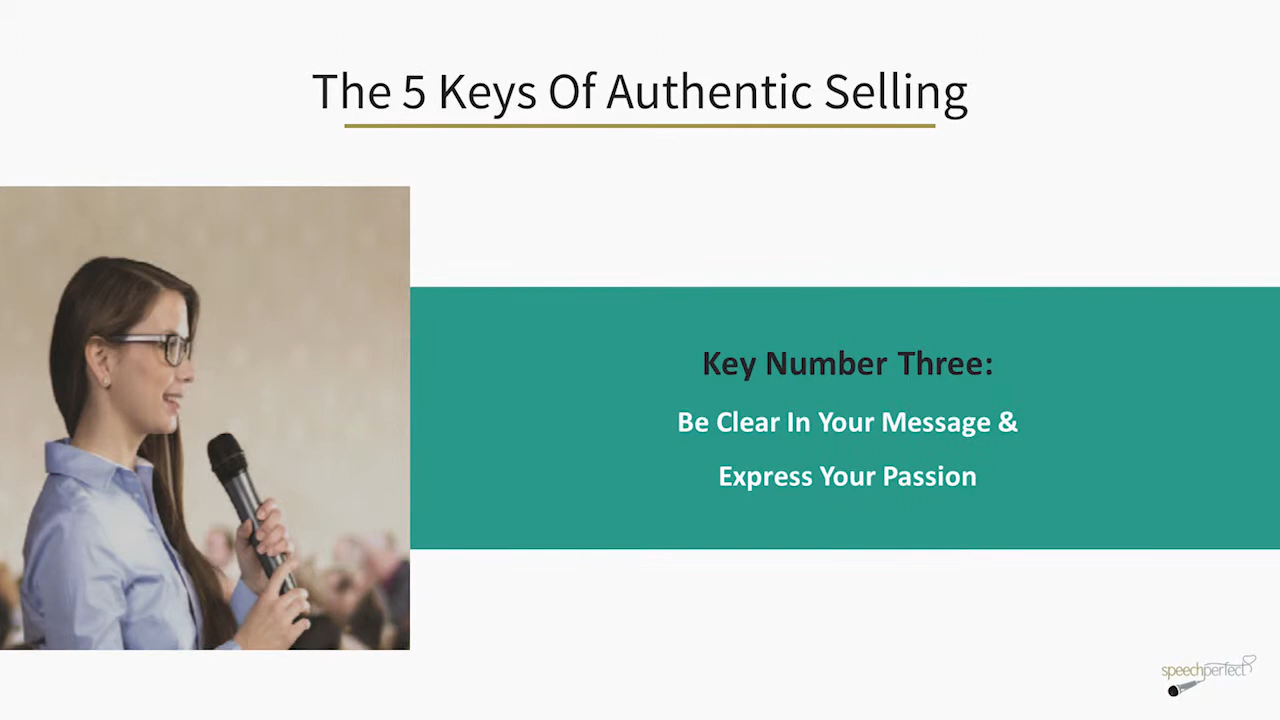 The 5 Keys Of Authentic Selling
Key Number Three:
Be Clear In Your Message &
Express Your Passion
speechperfect